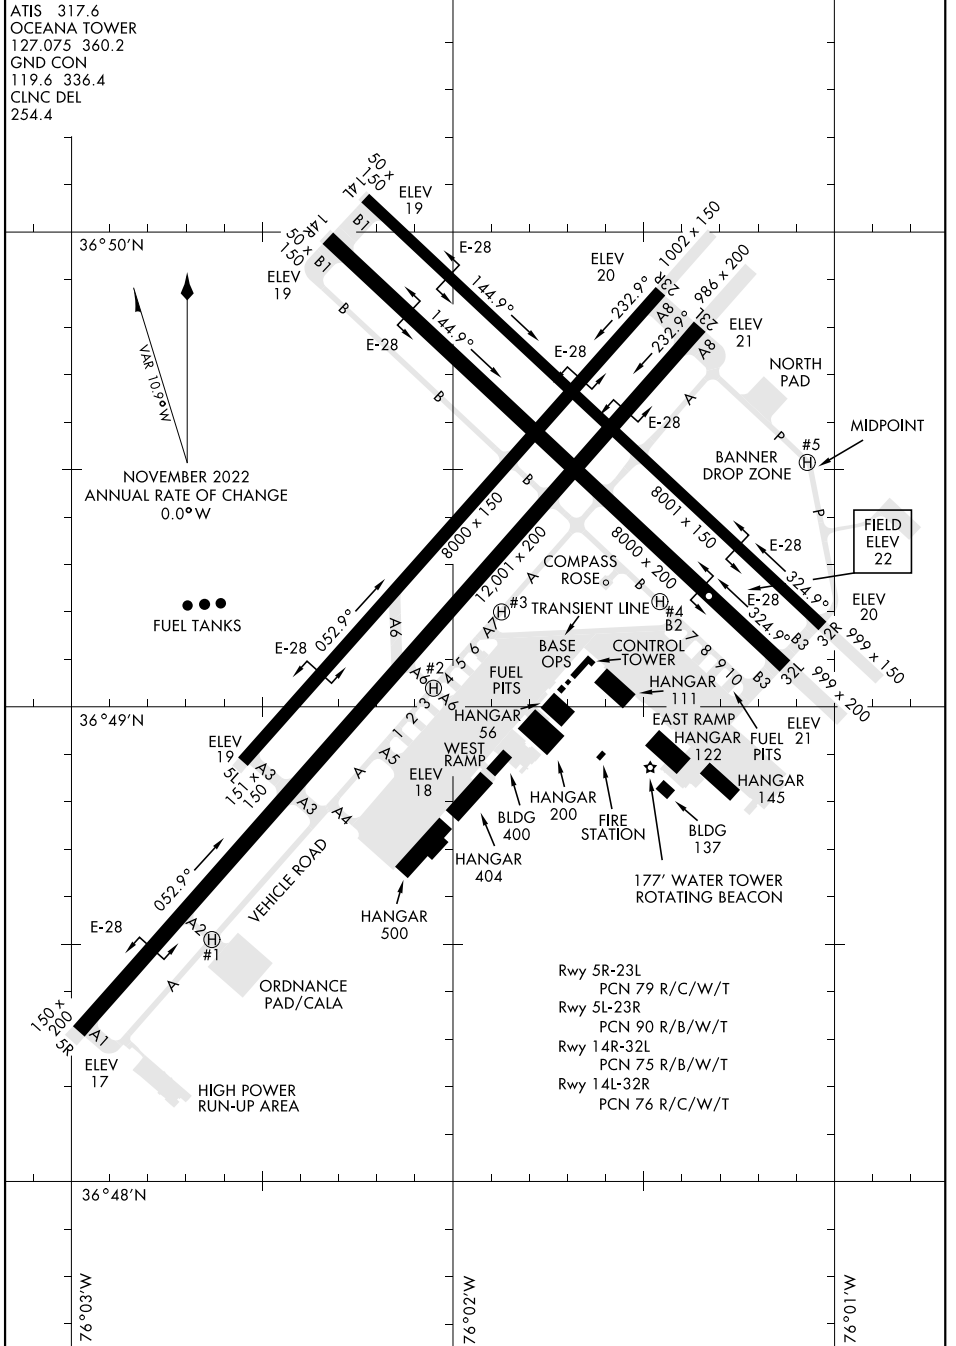 ATIS 317.6
OCEANA TOWER
127.075 360.2
GND CON
119.6 336.4
CLNC DEL
254.4
50 x
150
14L
ELEV
19
B1
36°50'N
14R
50 x
150
B1
ELEV
19
E-28
144.9°
ELEV
20
1002 x 150
23R
232.9°
A8
986 x 200
23L
232.9°
A8
ELEV
21
B
144.9°
E-28
E-28
E-28
NORTH
PAD
VAR 10.9°W
B
A
P
#5
H
MIDPOINT
BANNER
DROP ZONE
NOVEMBER 2022
ANNUAL RATE OF CHANGE
0.0°W
B
8000 x 150
12,001 x 200
8000 x 200
8001 x 150
P
FIELD
ELEV
22
E-28
COMPASS
ROSE
A
B
324.9°
E-28
324.9°
ELEV
20
FUEL TANKS
052.9°
A6
#3
H
A7
TRANSIENT LINE
H
#4
B2
B3
32R
999 x 150
E-28
#2
H
A6
A6
1 2 3 4 5 6
7 8 9 10
BASE
OPS
CONTROL
TOWER
B3
32L
999 x 200
FUEL
PITS
HANGAR
111
36°49'N
HANGAR
56
EAST RAMP
HANGAR
122
FUEL
PITS
ELEV
21
ELEV
19
5L
151 x
150
A3
A
A5
WEST
RAMP
ELEV
18
HANGAR
145
A3
A4
BLDG
400
HANGAR
200
FIRE
STATION
BLDG
137
HANGAR
404
052.9°
VEHICLE ROAD
177' WATER TOWER
ROTATING BEACON
E-28
A2
H
#1
HANGAR
500
A
ORDNANCE
PAD/CALA
150 x
200
5R
A1
ELEV
17
HIGH POWER
RUN-UP AREA
Rwy 5R-23L
PCN 79 R/C/W/T
Rwy 5L-23R
PCN 90 R/B/W/T
Rwy 14R-32L
PCN 75 R/B/W/T
Rwy 14L-32R
PCN 76 R/C/W/T
36°48'N
76°03'W
76°02'W
76°01'W